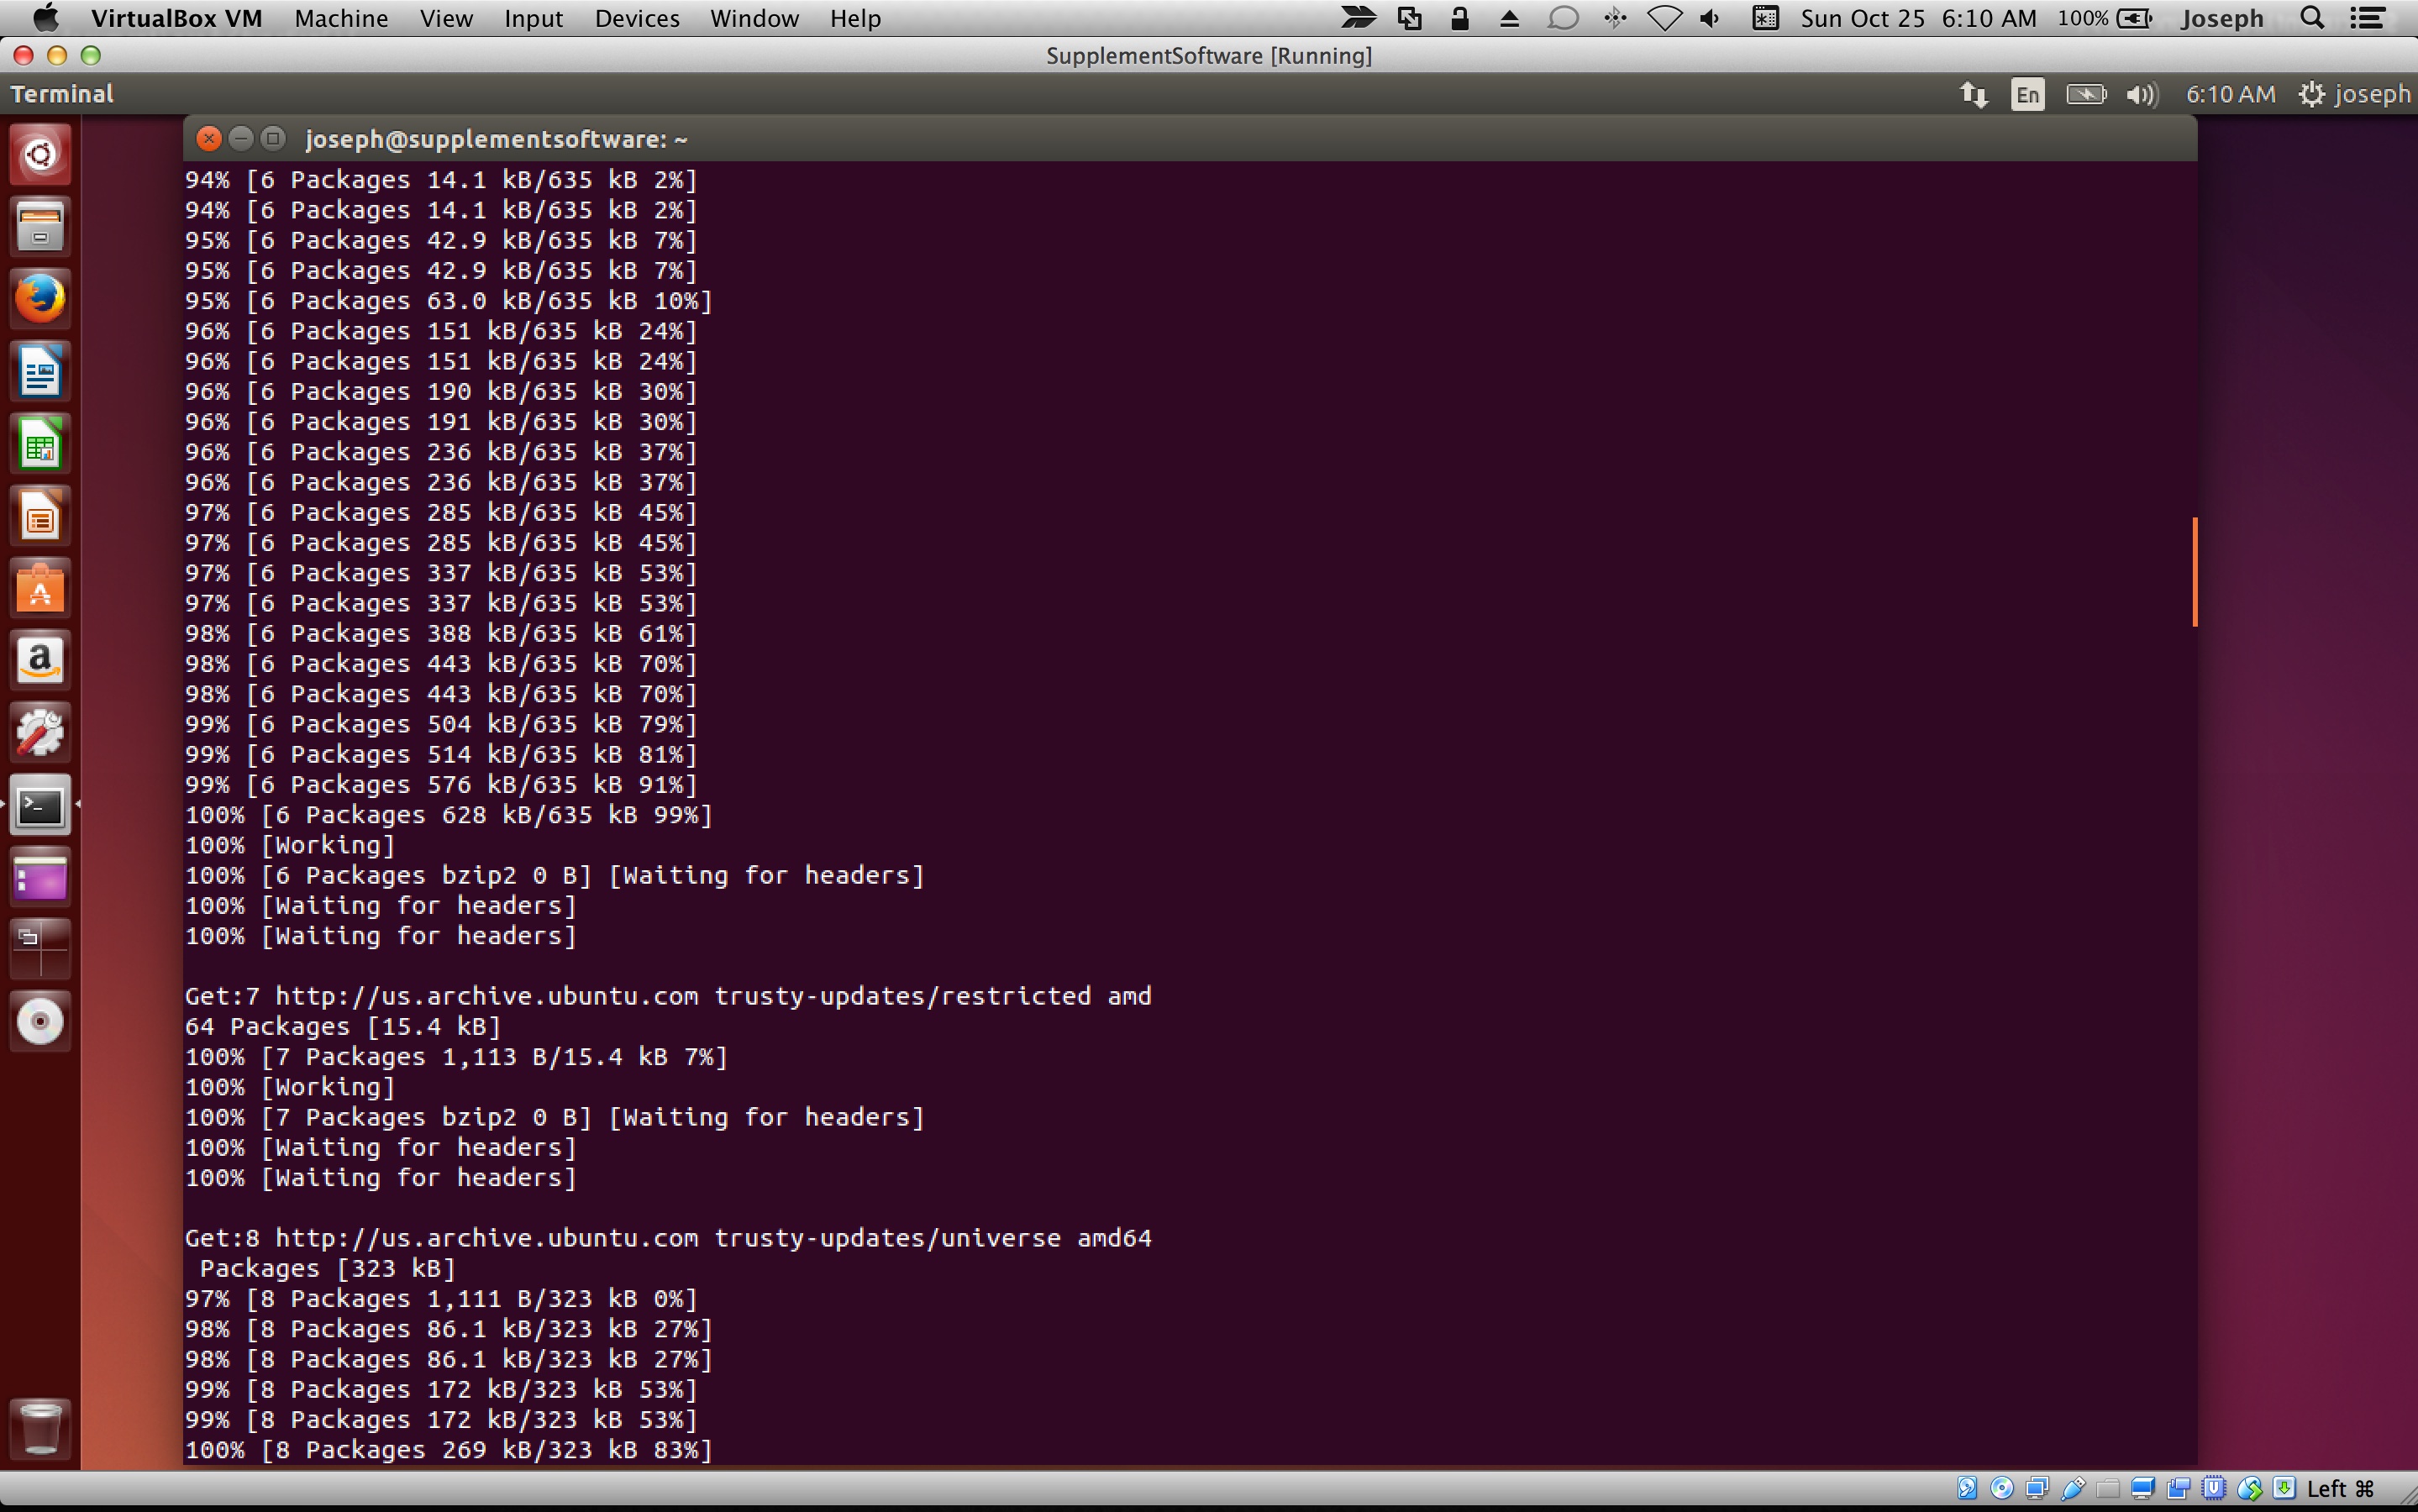 VirtualBox VM Machine View Input Devices Window Help Sun Oct 25 6:10 AM 100% Joseph
SupplementSoftware [Running]
Terminal En 6:10 AM joseph
joseph@supplementsoftware: ~
94% [6 Packages 14.1 kB/635 kB 2%]
94% [6 Packages 14.1 kB/635 kB 2%]
95% [6 Packages 42.9 kB/635 kB 7%]
95% [6 Packages 42.9 kB/635 kB 7%]
95% [6 Packages 63.0 kB/635 kB 10%]
96% [6 Packages 151 kB/635 kB 24%]
96% [6 Packages 151 kB/635 kB 24%]
96% [6 Packages 190 kB/635 kB 30%]
96% [6 Packages 191 kB/635 kB 30%]
96% [6 Packages 236 kB/635 kB 37%]
96% [6 Packages 236 kB/635 kB 37%]
97% [6 Packages 285 kB/635 kB 45%]
97% [6 Packages 285 kB/635 kB 45%]
97% [6 Packages 337 kB/635 kB 53%]
97% [6 Packages 337 kB/635 kB 53%]
98% [6 Packages 388 kB/635 kB 61%]
98% [6 Packages 443 kB/635 kB 70%]
98% [6 Packages 443 kB/635 kB 70%]
99% [6 Packages 504 kB/635 kB 79%]
99% [6 Packages 514 kB/635 kB 81%]
99% [6 Packages 576 kB/635 kB 91%]
100% [6 Packages 628 kB/635 kB 99%]
100% [Working]
100% [6 Packages bzip2 0 B] [Waiting for headers]
100% [Waiting for headers]
100% [Waiting for headers]
Get:7 http://us.archive.ubuntu.com trusty-updates/restricted amd
64 Packages [15.4 kB]
100% [7 Packages 1,113 B/15.4 kB 7%]
100% [Working]
100% [7 Packages bzip2 0 B] [Waiting for headers]
100% [Waiting for headers]
100% [Waiting for headers]
Get:8 http://us.archive.ubuntu.com trusty-updates/universe amd64
Packages [323 kB]
97% [8 Packages 1,111 B/323 kB 0%]
98% [8 Packages 86.1 kB/323 kB 27%]
98% [8 Packages 86.1 kB/323 kB 27%]
99% [8 Packages 172 kB/323 kB 53%]
99% [8 Packages 172 kB/323 kB 53%]
100% [8 Packages 269 kB/323 kB 83%]
Left ⌘